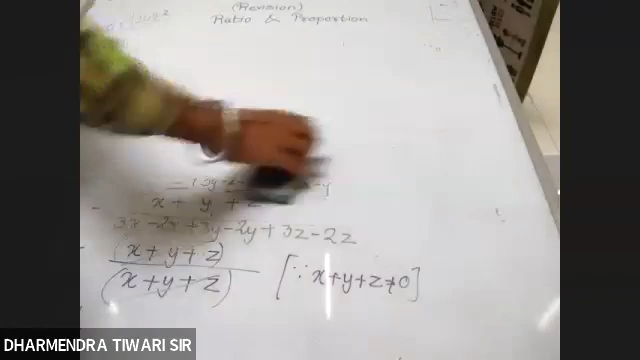 (Revision)
Ratio & Proportion
x + y + z
3x - 2x + 3y - 2y + 3z - 2z
(x + y + z)
(x + y + z) [∵ x+y+z≠0]
DHARMENDRA TIWARI SIR